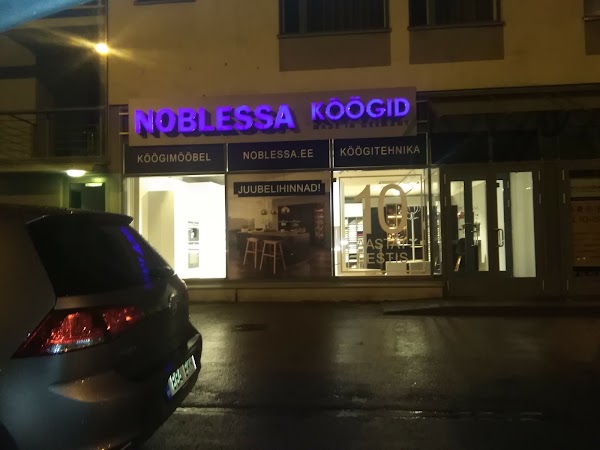 NOBLESSA KÖÖGID
KÖÖGIMÖÖBEL
NOBLESSA.EE
KÖÖGITEHNIKA
JUUBELIHINNAD!
10
AASTAT
EESTIS